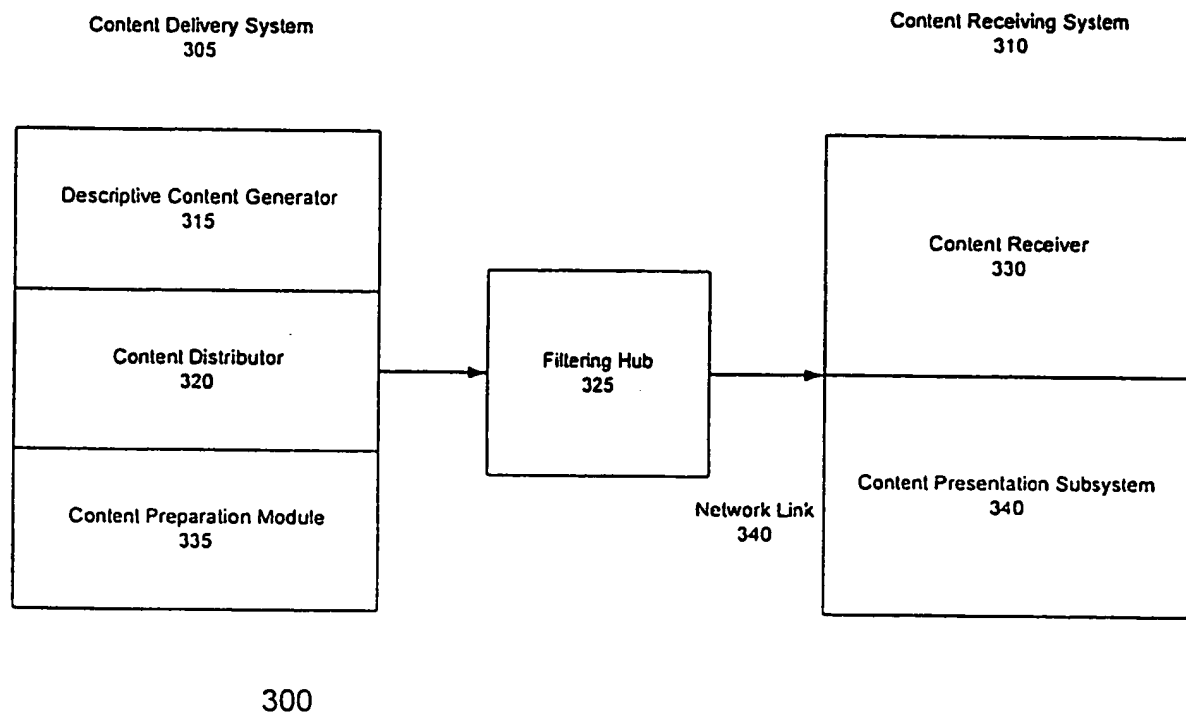 Content Delivery System
305
Content Receiving System
310
Descriptive Content Generator
315
Content Distributor
320
Content Preparation Module
335
Filtering Hub
325
Network Link
340
Content Receiver
330
Content Presentation Subsystem
340
300